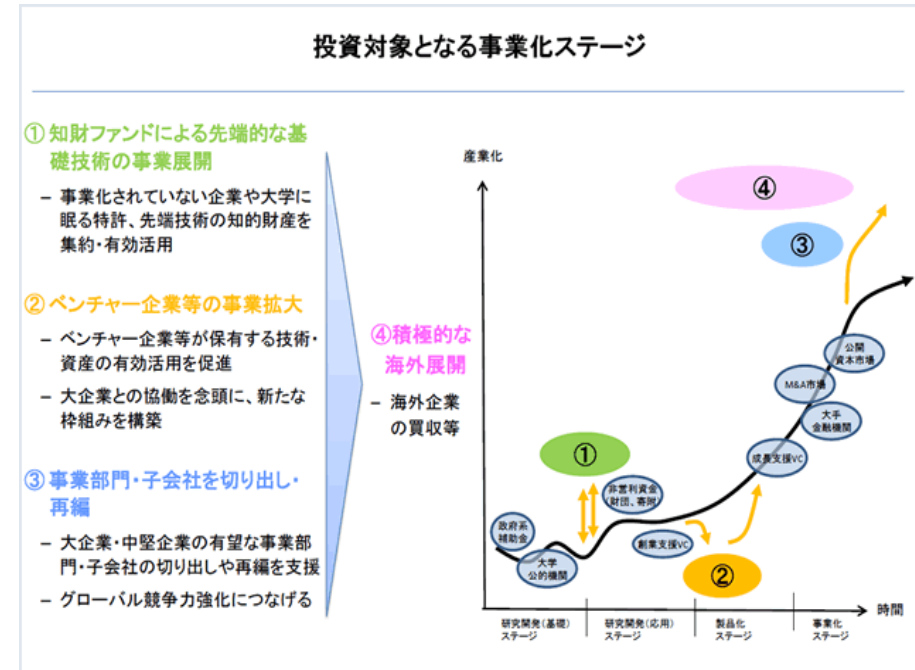 投資対象となる事業化ステージ
① 知財ファンドによる先端的な基
礎技術の事業展開
− 事業化されていない企業や大学に
眠る特許、先端技術の知的財産を
集約・有効活用
② ベンチャー企業等の事業拡大
− ベンチャー企業等が保有する技術・
資産の有効活用を促進
− 大企業との協働を念頭に、新たな
枠組みを構築
③ 事業部門・子会社を切り出し・
再編
− 大企業・中堅企業の有望な事業部
門・子会社の切り出しや再編を支援
− グローバル競争力強化につなげる
④積極的な
海外展開
− 海外企業
の買収等
産業化
④
③
公開
資本市場
M&A市場
大手
金融機関
成長支援VC
①
非営利資金
(財団、寄附)
政府系
補助金
創業支援VC
大学
公的機関
②
時間
研究開発(基礎)
ステージ
研究開発(応用)
ステージ
製品化
ステージ
事業化
ステージ